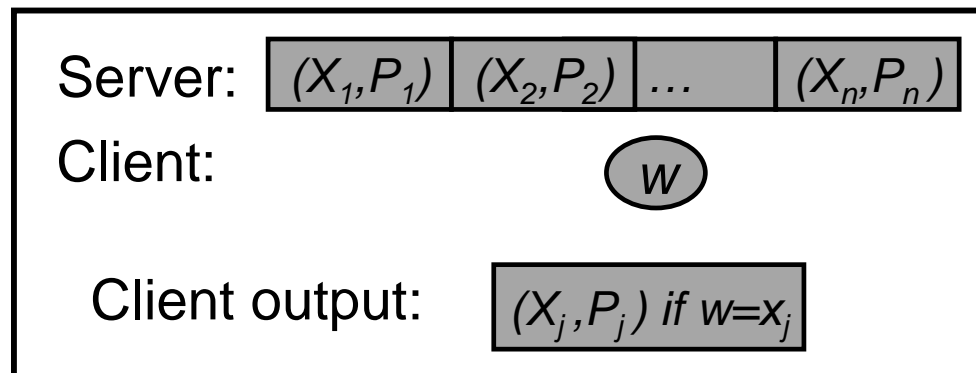 Server: (X₁,P₁) (X₂,P₂) ... (Xₙ,Pₙ)
Client: w
Client output: (Xⱼ,Pⱼ) if w=xⱼ